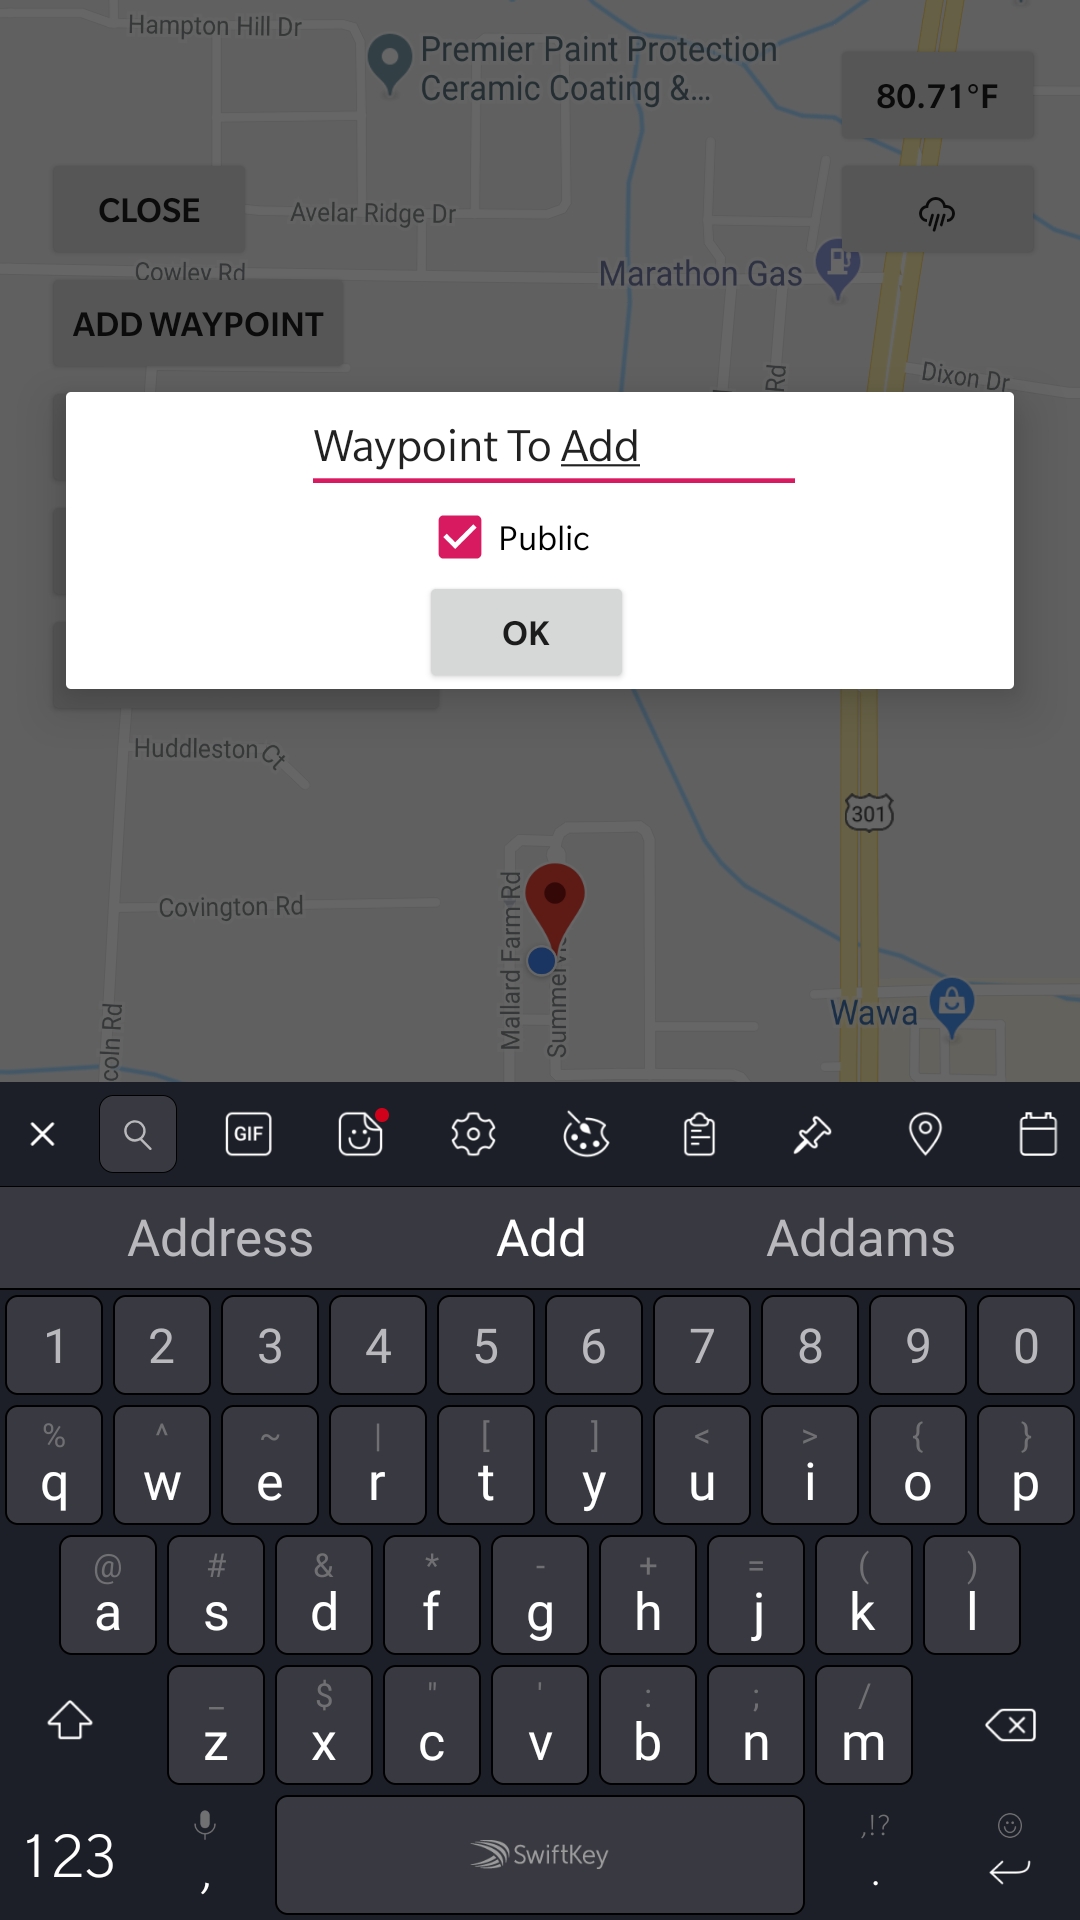 Hampton Hill Dr
Premier Paint Protection
Ceramic Coating &...
80.71°F
CLOSE
Avelar Ridge Dr
Cowley Rd
Marathon Gas
ADD WAYPOINT
Rd
Dixon Dr
Waypoint To Add
Public
OK
Huddleston Ct
301
Covington Rd
Mallard Farm Rd
Wawa
coln Rd
GIF
Address Add Addams
1 2 3 4 5 6 7 8 9 0
% ^ ~ | [ ] < > { }
q w e r t y u i o p
@ # & * - + = ( )
a s d f g h j k l
_ $ " ' : ; /
z x c v b n m
,!?
123 , SwiftKey .